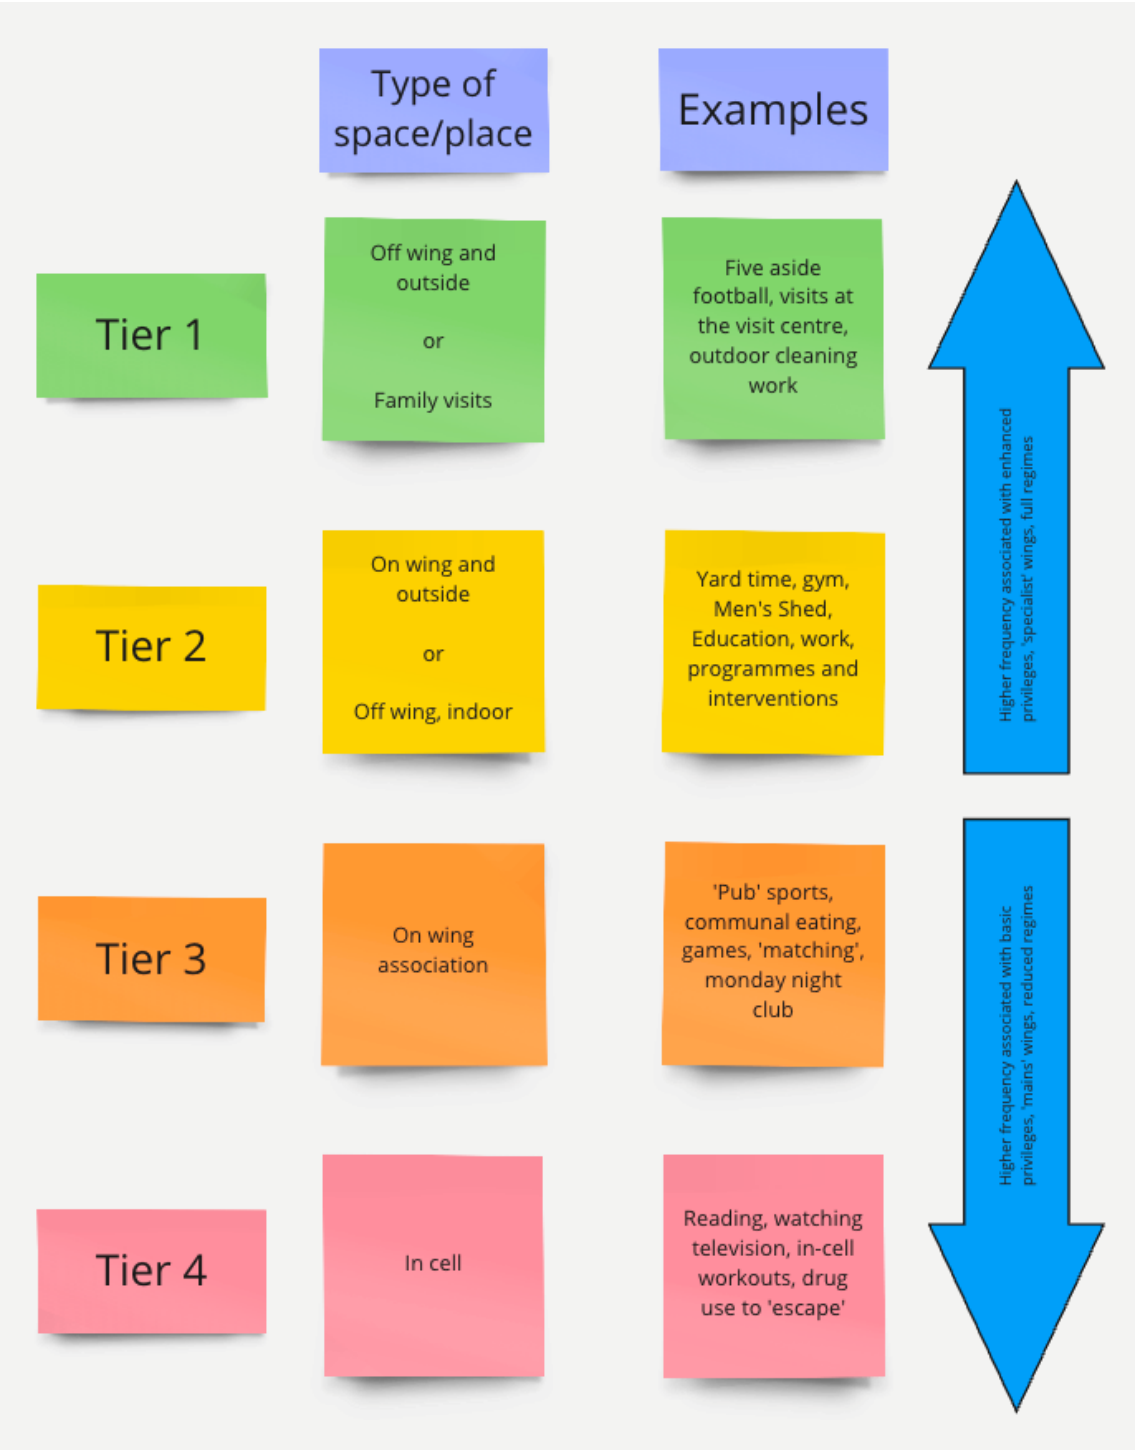 Type of
space/place
Examples
Tier 1
Off wing and
outside
or
Family visits
Five aside
football, visits at
the visit centre,
outdoor cleaning
work
Tier 2
On wing and
outside
or
Off wing, indoor
Yard time, gym,
Men's Shed,
Education, work,
programmes and
interventions
Tier 3
On wing
association
'Pub' sports,
communal eating,
games, 'matching',
monday night
club
Tier 4
In cell
Reading, watching
television, in-cell
workouts, drug
use to 'escape'
Higher frequency associated with enhanced
privileges, 'specialist' wings, full regimes
Higher frequency associated with basic
privileges, 'mains' wings, reduced regimes